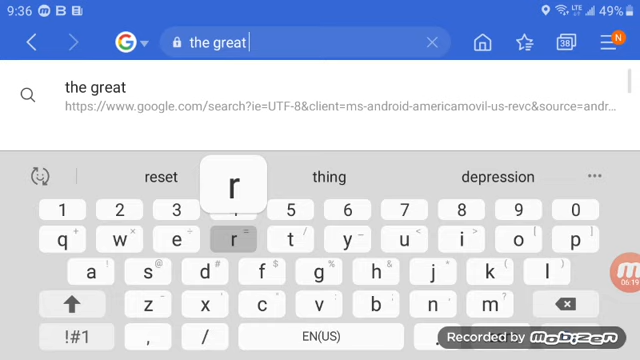 9:36 M B LTE 49%
G the great 38 N
the great
https://www.google.com/search?ie=UTF-8&client=ms-android-americamovil-us-revc&source=andr...
reset thing depression ...
r
1 2 3 4 5 6 7 8 9 0
q × w × e ÷ r = t / y _ u < i > o [ p ]
a ! s @ d # f $ g % h & j * k ( l )
z - x ' c " v : b ; n , m ?
!#1 , / EN(US) .
M
06:19
Recorded by mobizen